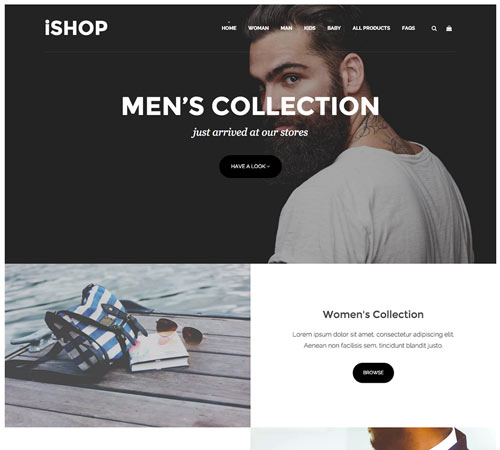 iSHOP
HOME WOMAN MAN KIDS BABY ALL PRODUCTS FAQS
MEN'S COLLECTION
just arrived at our stores
HAVE A LOOK
Women's Collection
Lorem ipsum dolor sit amet, consectetur adipiscing elit.
Aenean non facilisis sem, tincidunt blandit justo.
BROWSE